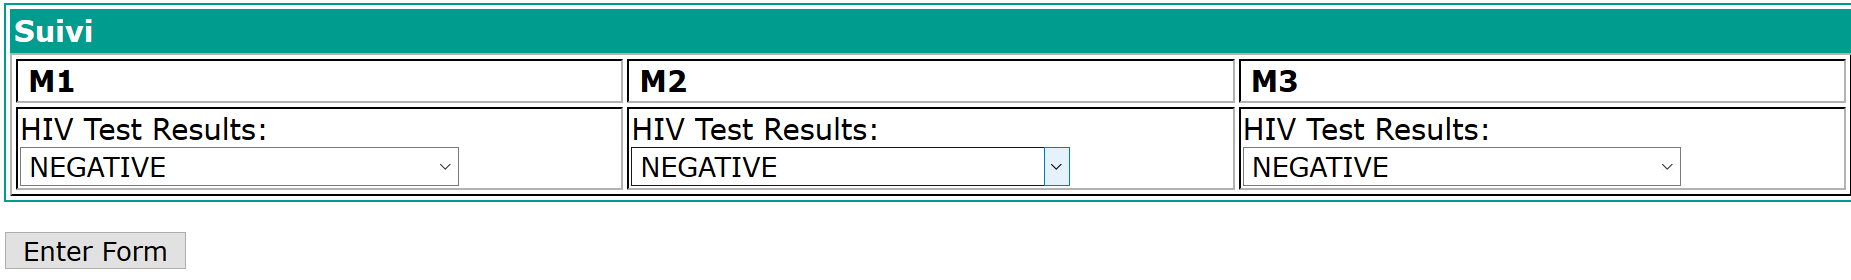 Suivi
M1 M2 M3
HIV Test Results: HIV Test Results: HIV Test Results:
NEGATIVE NEGATIVE NEGATIVE
Enter Form